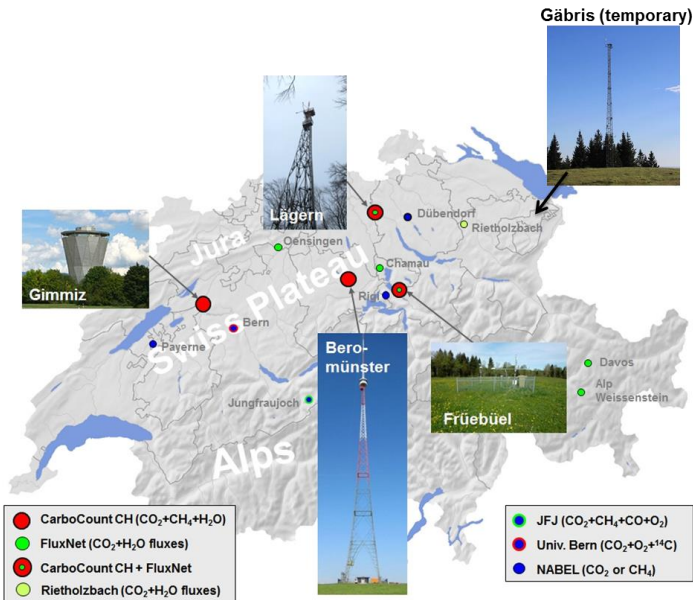 Gäbris (temporary)
Lägern
Dübendorf
Rietholzbach
Jura
Oensingen
Chamau
Gimmiz
Swiss Plateau
Rigi
Bern
Payerne
Bero-
münster
Früebüel
Davos
Alp
Weissenstein
Jungfraujoch
Alps
CarboCount CH (CO₂+CH₄+H₂O)
FluxNet (CO₂+H₂O fluxes)
CarboCount CH + FluxNet
Rietholzbach (CO₂+H₂O fluxes)
JFJ (CO₂+CH₄+CO+O₂)
Univ. Bern (CO₂+O₂+¹⁴C)
NABEL (CO₂ or CH₄)